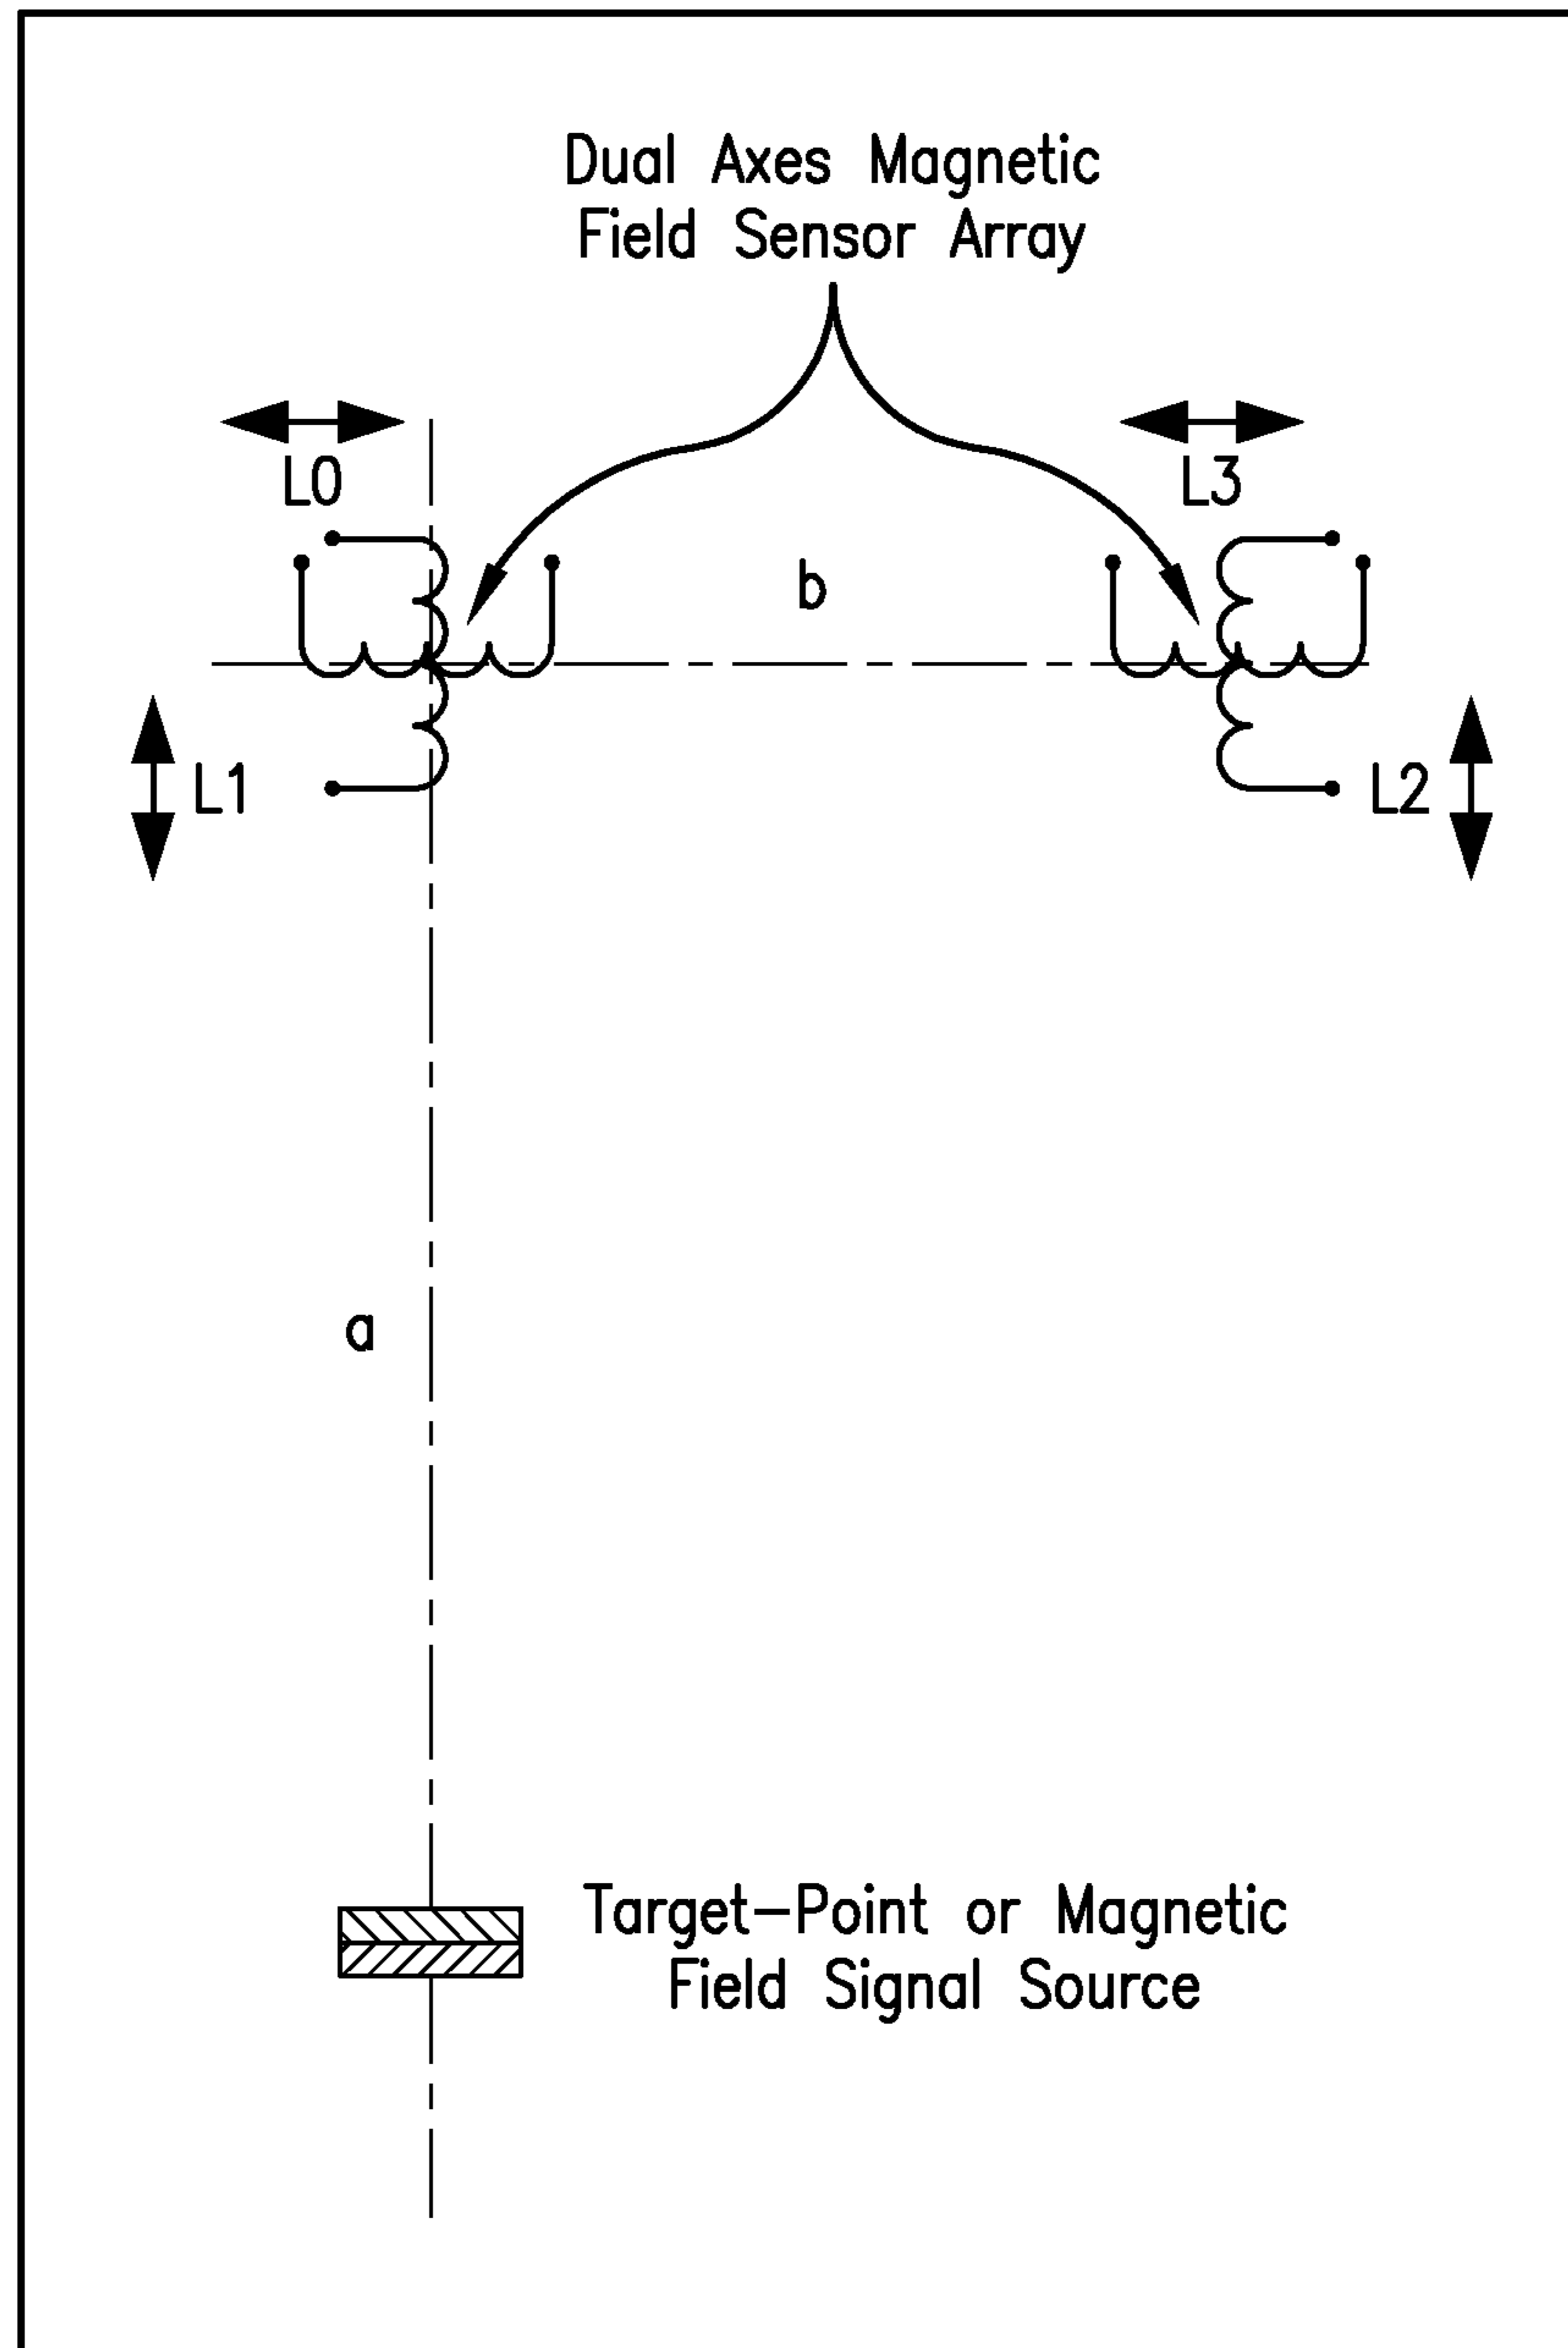 Dual Axes Magnetic
Field Sensor Array
L0
L3
b
L1
L2
a
Target-Point or Magnetic
Field Signal Source